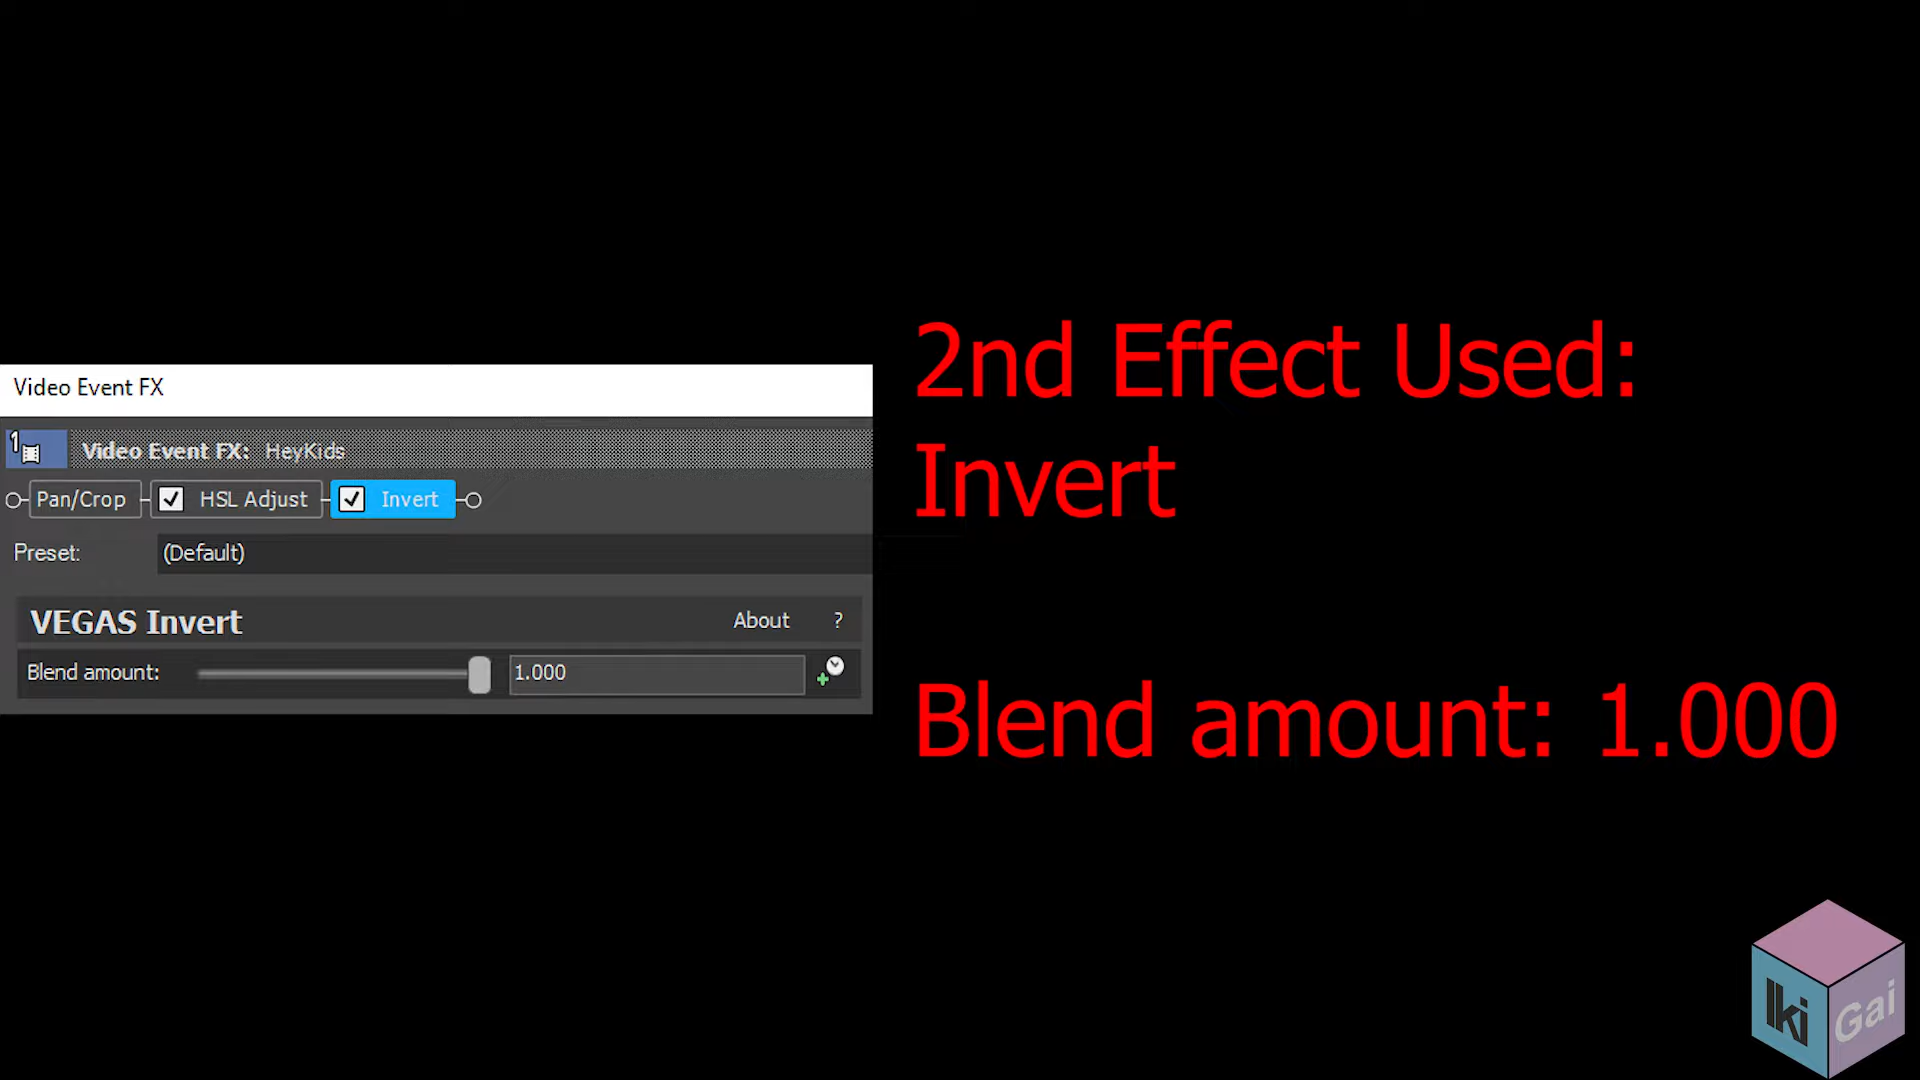 Video Event FX
1
Video Event FX: HeyKids
Pan/Crop HSL Adjust Invert
Preset: (Default)
VEGAS Invert About ?
Blend amount: 1.000
2nd Effect Used:
Invert
Blend amount: 1.000
Iki Gai